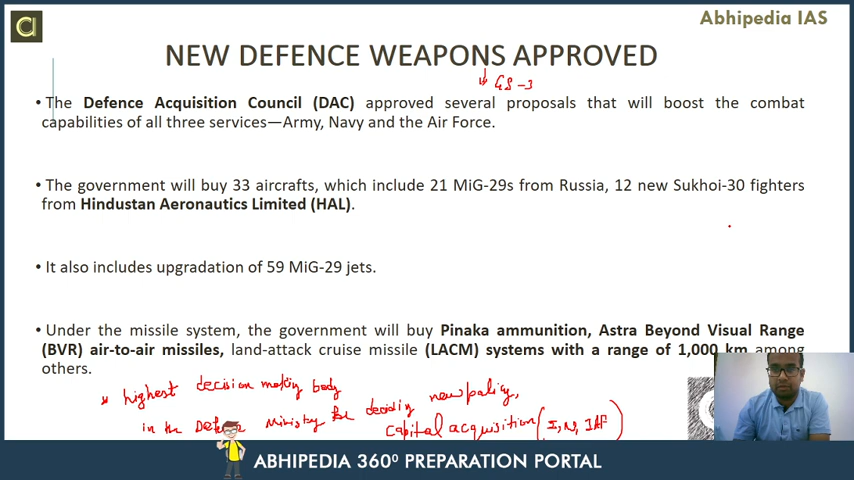 Abhipedia IAS
a
NEW DEFENCE WEAPONS APPROVED
GS-3
• The Defence Acquisition Council (DAC) approved several proposals that will boost the combat
capabilities of all three services—Army, Navy and the Air Force.
• The government will buy 33 aircrafts, which include 21 MiG-29s from Russia, 12 new Sukhoi-30 fighters
from Hindustan Aeronautics Limited (HAL).
• It also includes upgradation of 59 MiG-29 jets.
• Under the missile system, the government will buy Pinaka ammunition, Astra Beyond Visual Range
(BVR) air-to-air missiles, land-attack cruise missile (LACM) systems with a range of 1,000 km among
others.
highest decision making body
in the Defence Ministry for deciding new policy,
capital acquisition (I, N, IAF)
ABHIPEDIA 360⁰ PREPARATION PORTAL